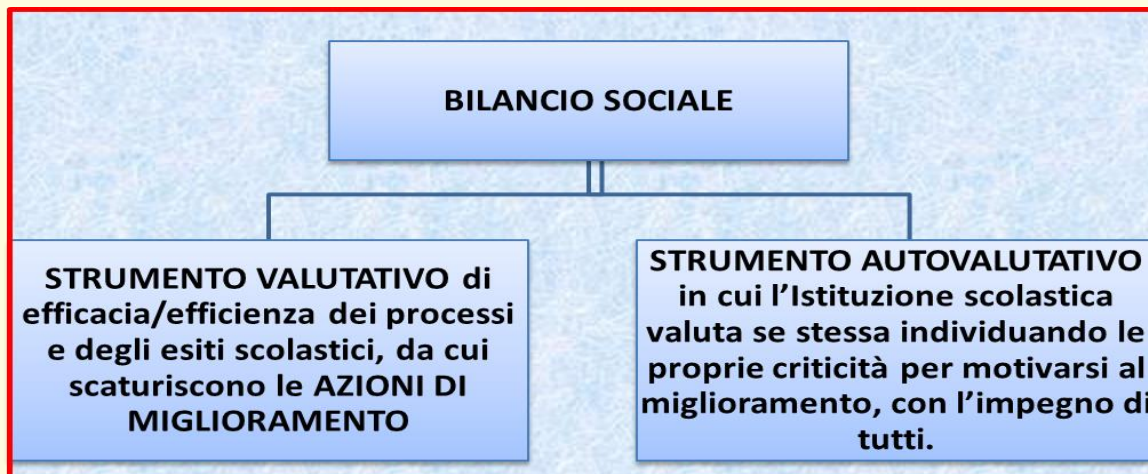 BILANCIO SOCIALE
STRUMENTO VALUTATIVO di
efficacia/efficienza dei processi
e degli esiti scolastici, da cui
scaturiscono le AZIONI DI
MIGLIORAMENTO
STRUMENTO AUTOVALUTATIVO
in cui l’Istituzione scolastica
valuta se stessa individuando le
proprie criticità per motivarsi al
miglioramento, con l’impegno di
tutti.